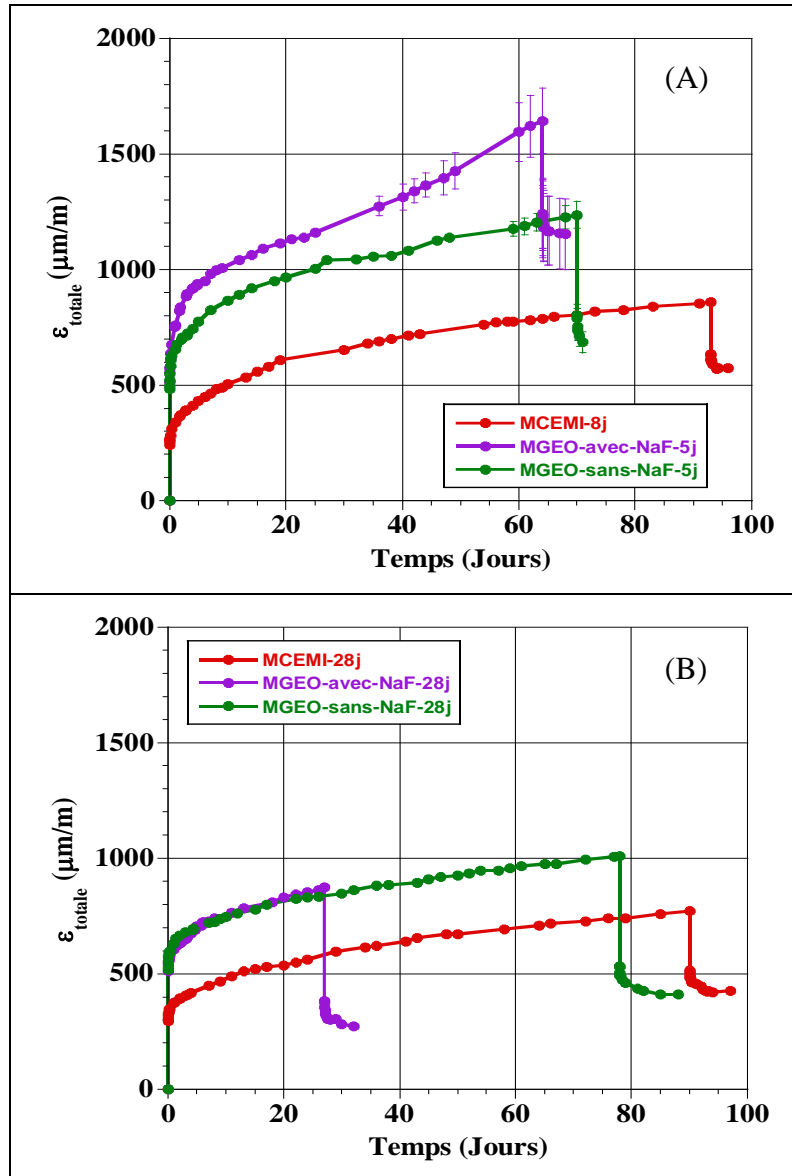 (A)
2000
1500
1000
500
0
ε totale (μm/m)
MCEMI-8j
MGEO-avec-NaF-5j
MGEO-sans-NaF-5j
0 20 40 60 80 100
Temps (Jours)
(B)
MCEMI-28j
MGEO-avec-NaF-28j
MGEO-sans-NaF-28j
2000
1500
1000
500
0
ε totale (μm/m)
0 20 40 60 80 100
Temps (Jours)